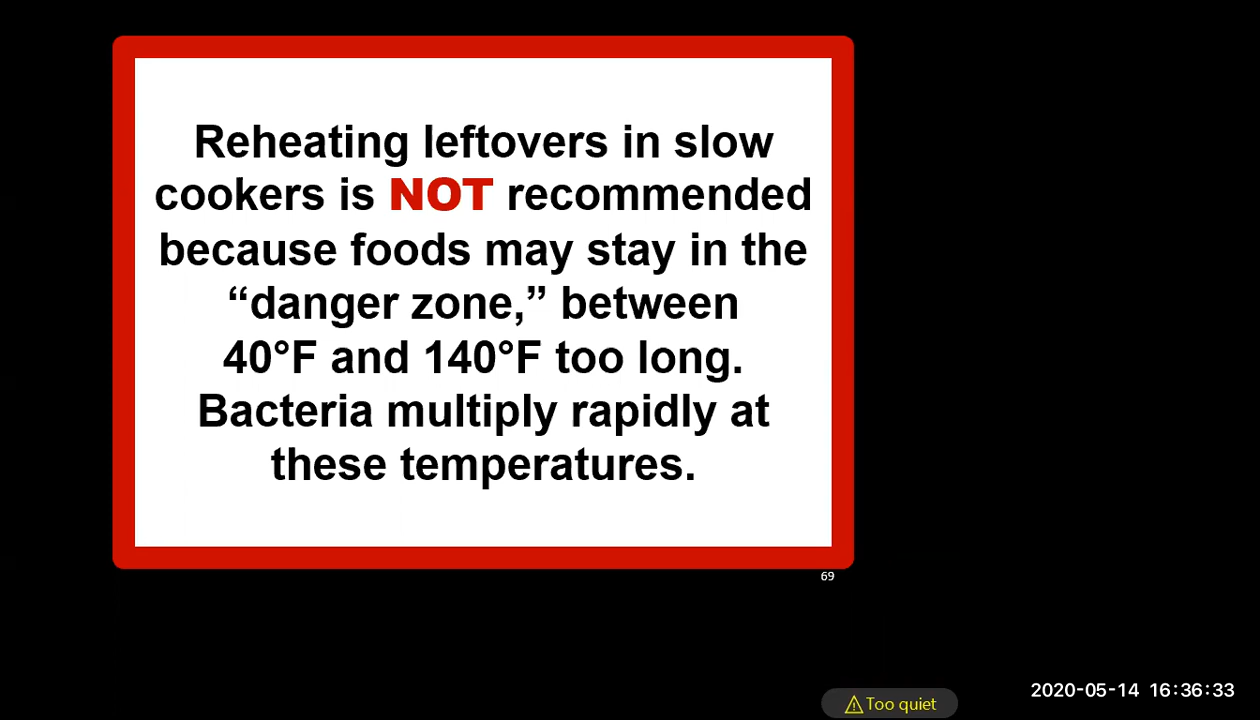 Reheating leftovers in slow
cookers is NOT recommended
because foods may stay in the
“danger zone,” between
40°F and 140°F too long.
Bacteria multiply rapidly at
these temperatures.
69
2020-05-14 16:36:33
Too quiet